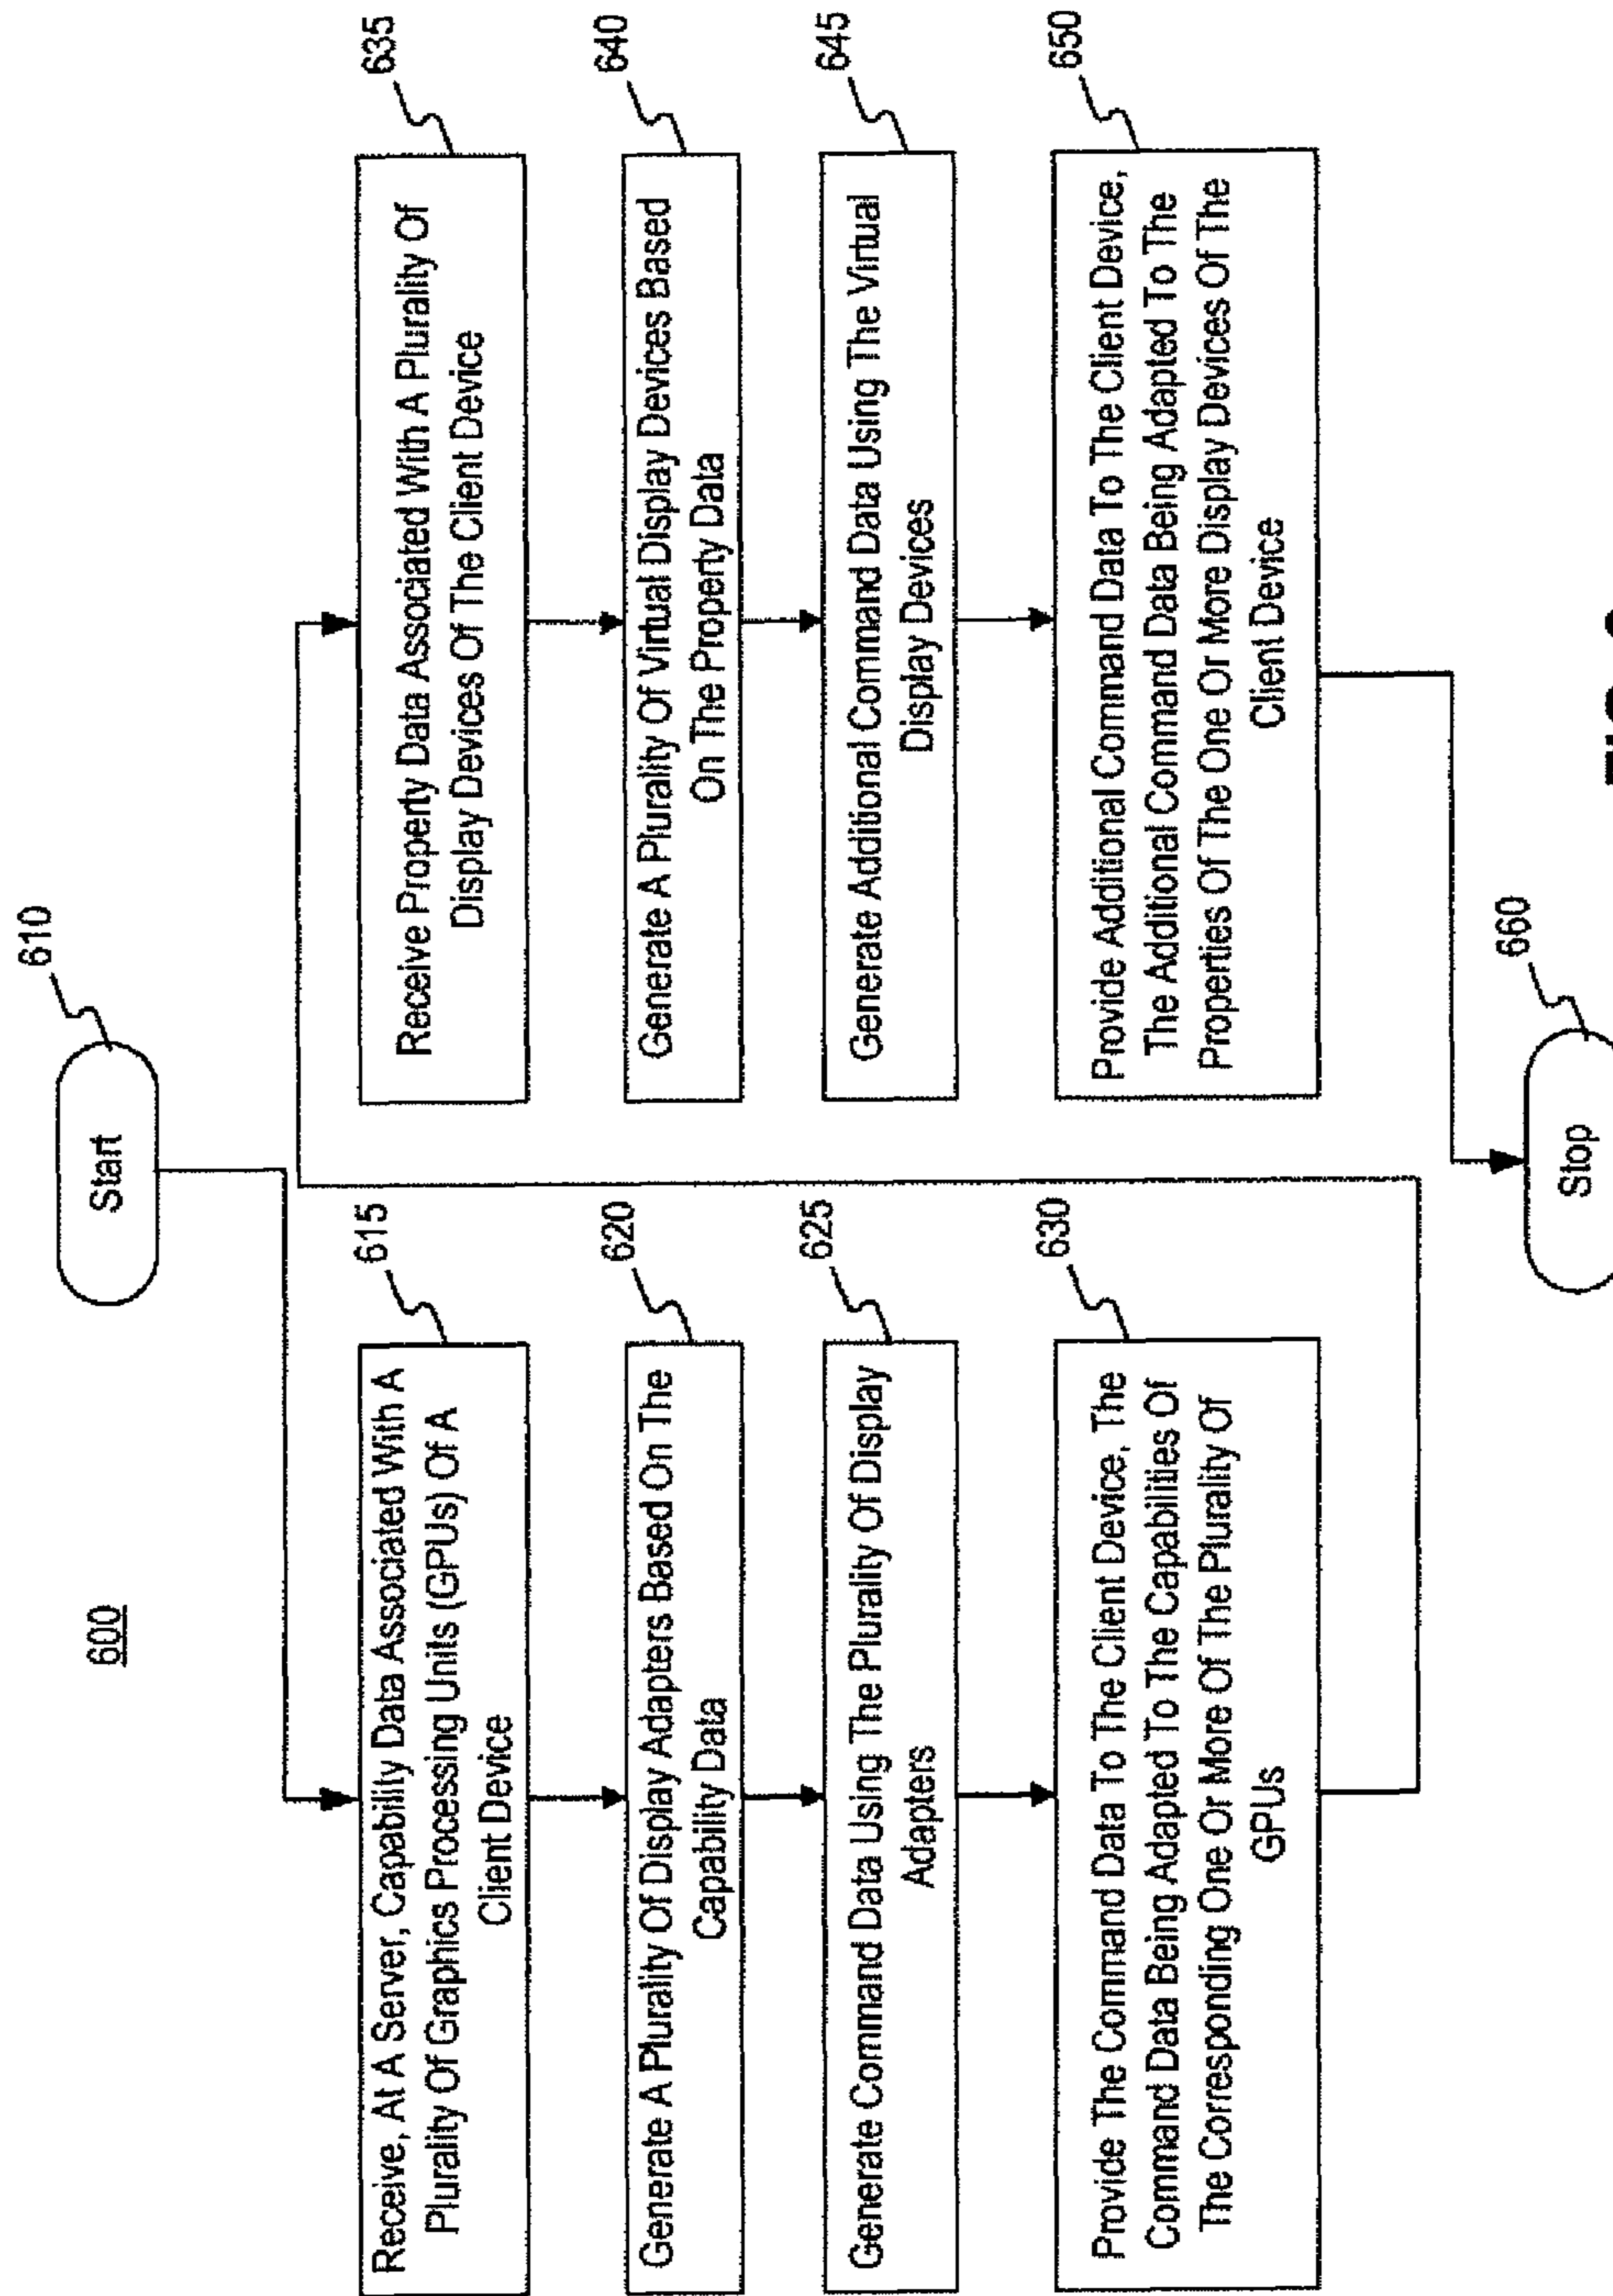 600
Start
610
Receive, At A Server, Capability Data Associated With A
Plurality Of Graphics Processing Units (GPUs) Of A
Client Device
615
Generate A Plurality Of Display Adapters Based On The
Capability Data
620
Generate Command Data Using The Plurality Of Display
Adapters
625
Provide The Command Data To The Client Device, The
Command Data Being Adapted To The Capabilities Of
The Corresponding One Or More Of The Plurality Of
GPUs
630
Receive Property Data Associated With A Plurality Of
Display Devices Of The Client Device
635
Generate A Plurality Of Virtual Display Devices Based
On The Property Data
640
Generate Additional Command Data Using The Virtual
Display Devices
645
Provide Additional Command Data To The Client Device,
The Additional Command Data Being Adapted To The
Properties Of The One Or More Display Devices Of The
Client Device
650
Stop
660